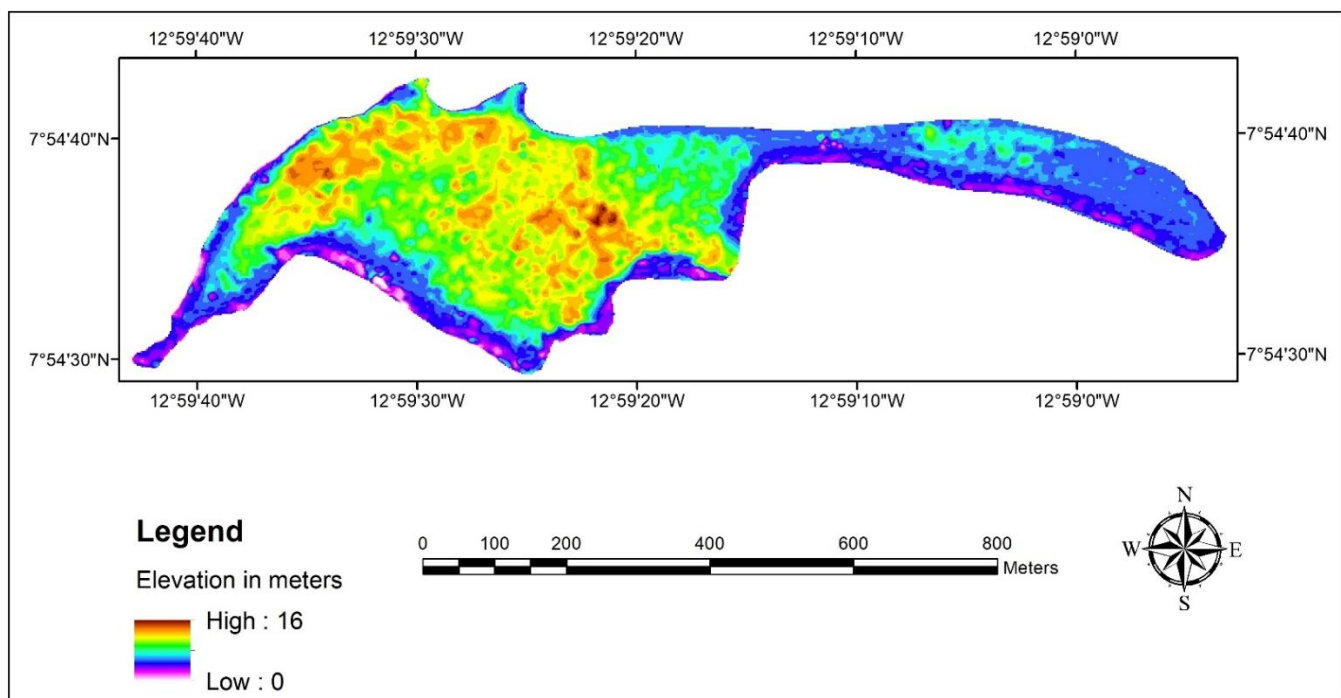 12°59'40"W 12°59'30"W 12°59'20"W 12°59'10"W 12°59'0"W
7°54'40"N 7°54'40"N
7°54'30"N 7°54'30"N
12°59'40"W 12°59'30"W 12°59'20"W 12°59'10"W 12°59'0"W
N
W E
S
Legend
0 100 200 400 600 800
Meters
Elevation in meters
High : 16
Low : 0